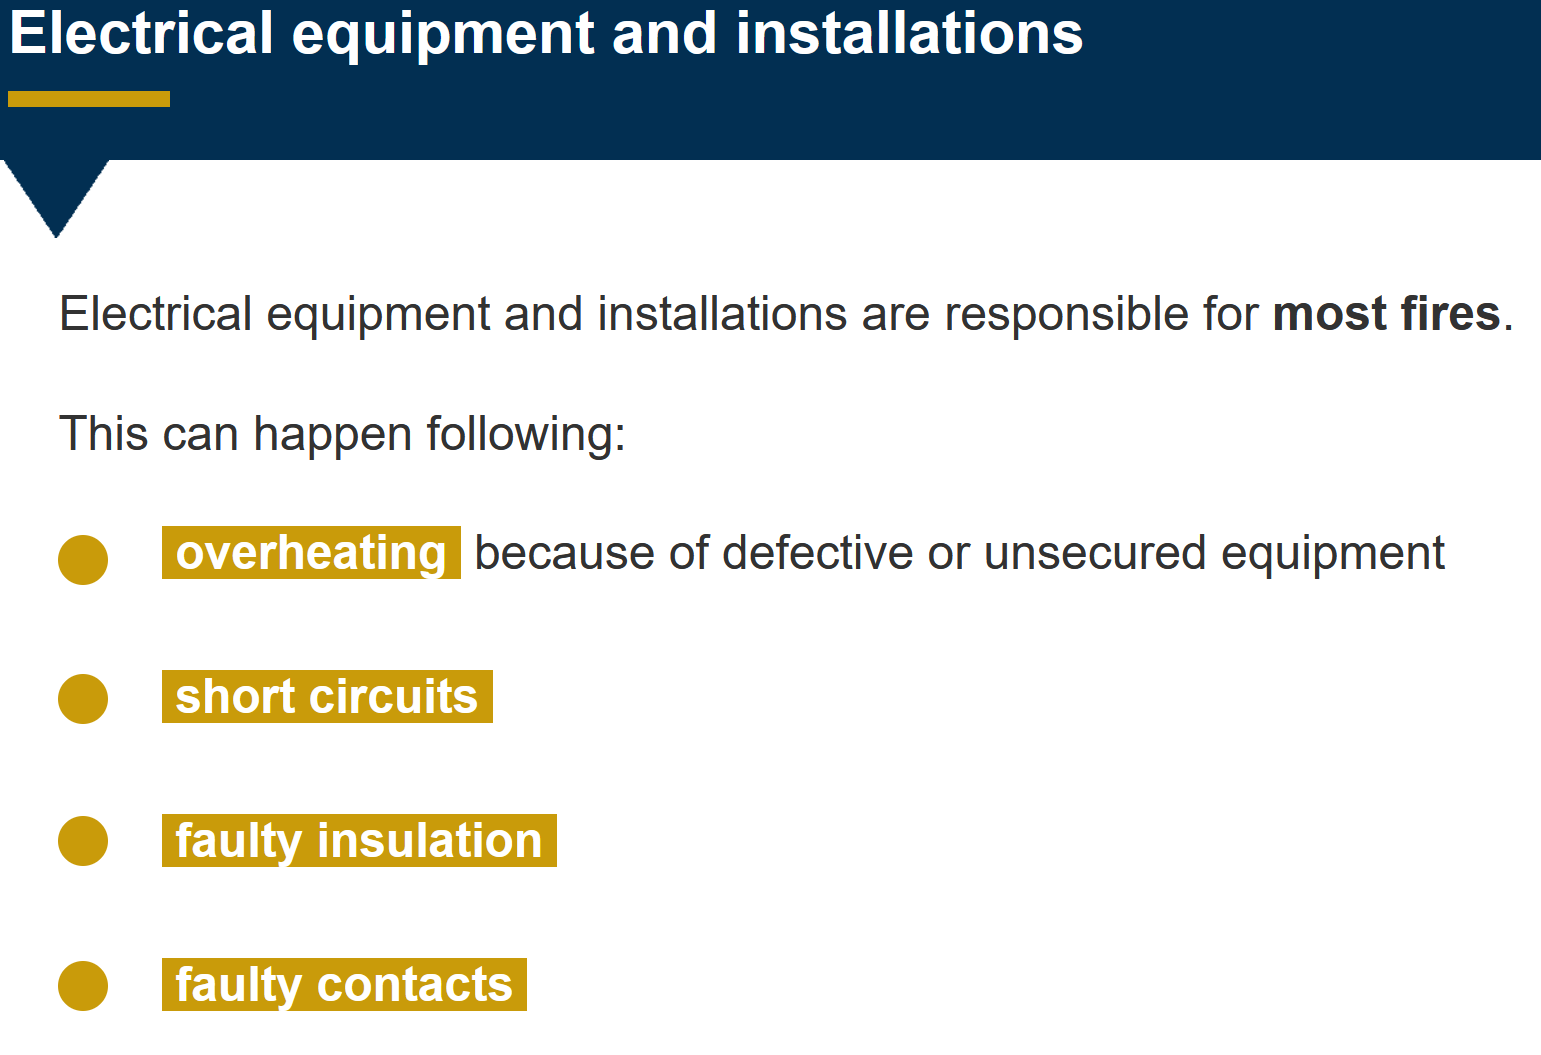 Electrical equipment and installations
Electrical equipment and installations are responsible for most fires.
This can happen following:
overheating because of defective or unsecured equipment
short circuits
faulty insulation
faulty contacts